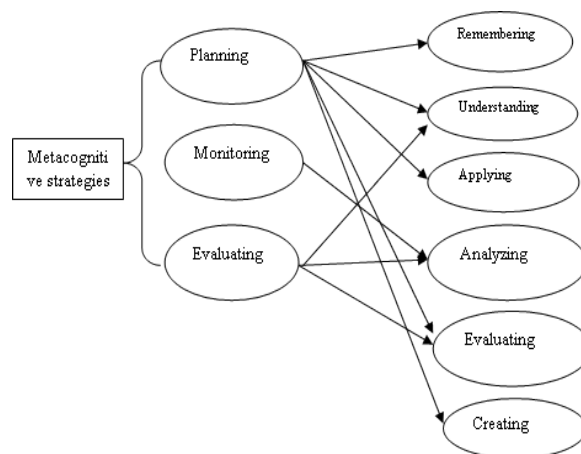 Metacogniti
ve strategies
Planning
Monitoring
Evaluating
Remembering
Understanding
Applying
Analyzing
Evaluating
Creating